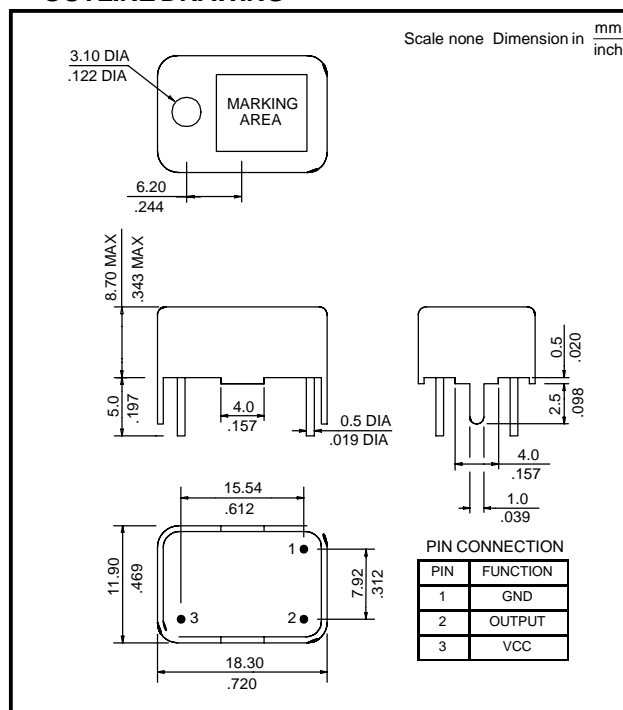 OUTLINE DRAWING
Scale none Dimension in mm
inch
3.10 DIA
.122 DIA
MARKING
AREA
6.20
.244
8.70 MAX
.343 MAX
5.0
.197
4.0
.157
0.5 DIA
.019 DIA
0.5
.020
2.5
.098
4.0
.157
1.0
.039
15.54
.612
11.90
.469
1
3
2
7.92
.312
18.30
.720
PIN CONNECTION
PIN FUNCTION
1 GND
2 OUTPUT
3 VCC